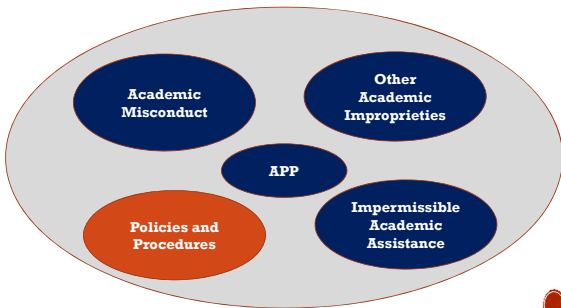 Academic
Misconduct
Other
Academic
Improprieties
APP
Policies and
Procedures
Impermissible
Academic
Assistance